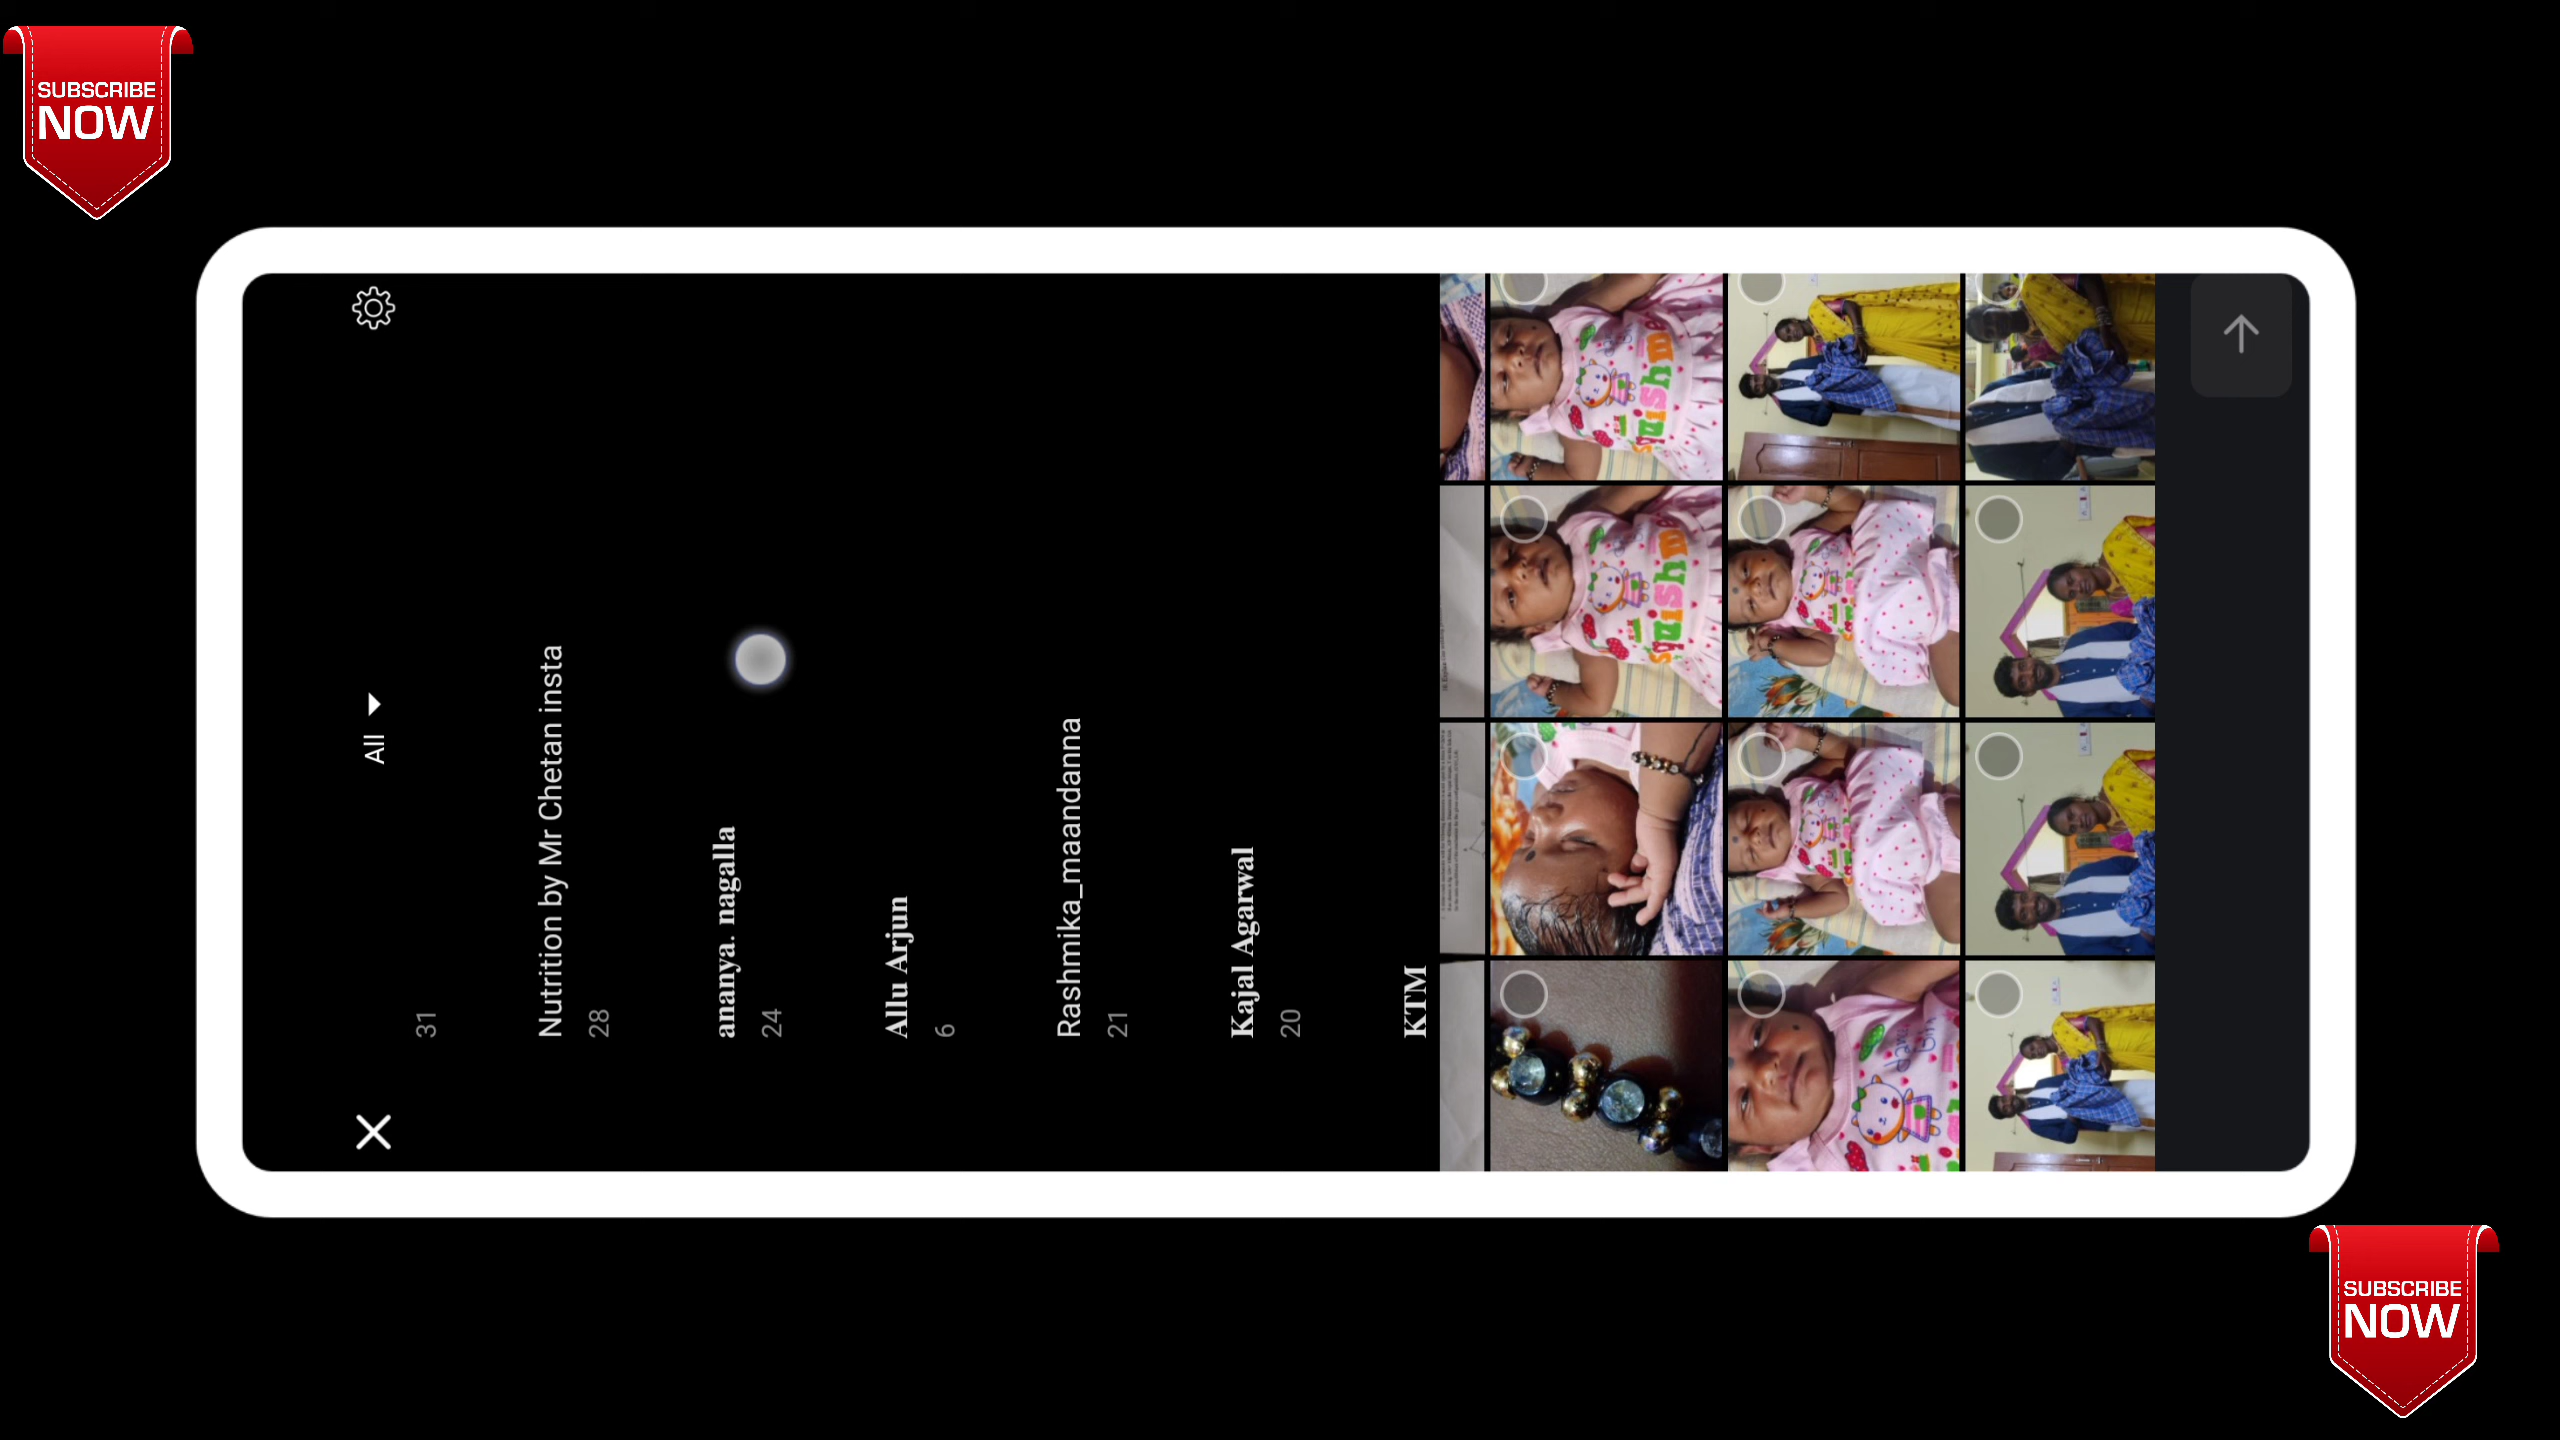 SUBSCRIBE
NOW
All
31
Nutrition by Mr Chetan insta
28
ananya. nagalla
24
Allu Arjun
6
Rashmika_maandanna
21
Kajal Agarwal
20
KTM
SUBSCRIBE
NOW